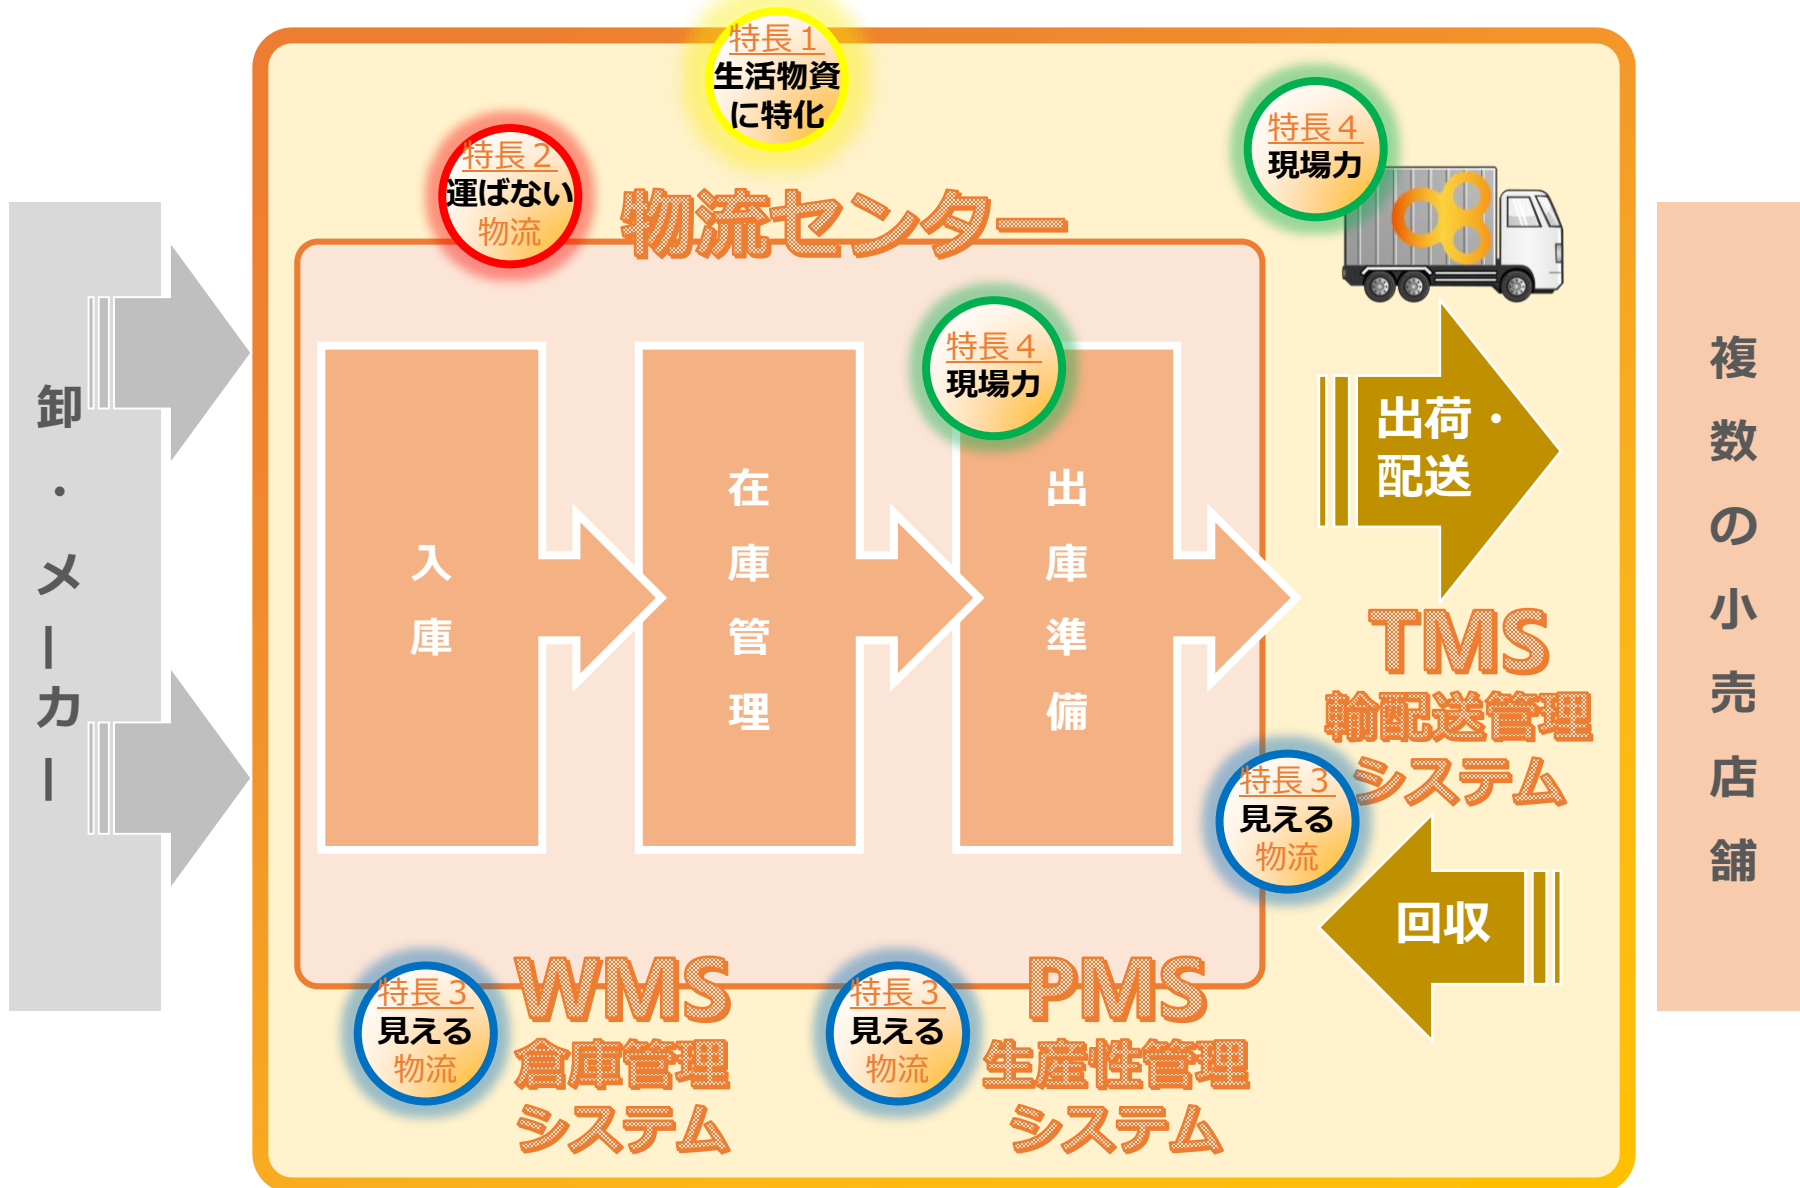 特長１
生活物資
に特化
特長２
運ばない
物流
物流センター
特長４
現場力
特長４
現場力
卸・メーカー
入庫
在庫管理
出庫準備
出荷・
配送
TMS
輸配送管理
システム
特長３
見える
物流
回収
複数の小売店舗
特長３
見える
物流
WMS
倉庫管理
システム
特長３
見える
物流
PMS
生産性管理
システム